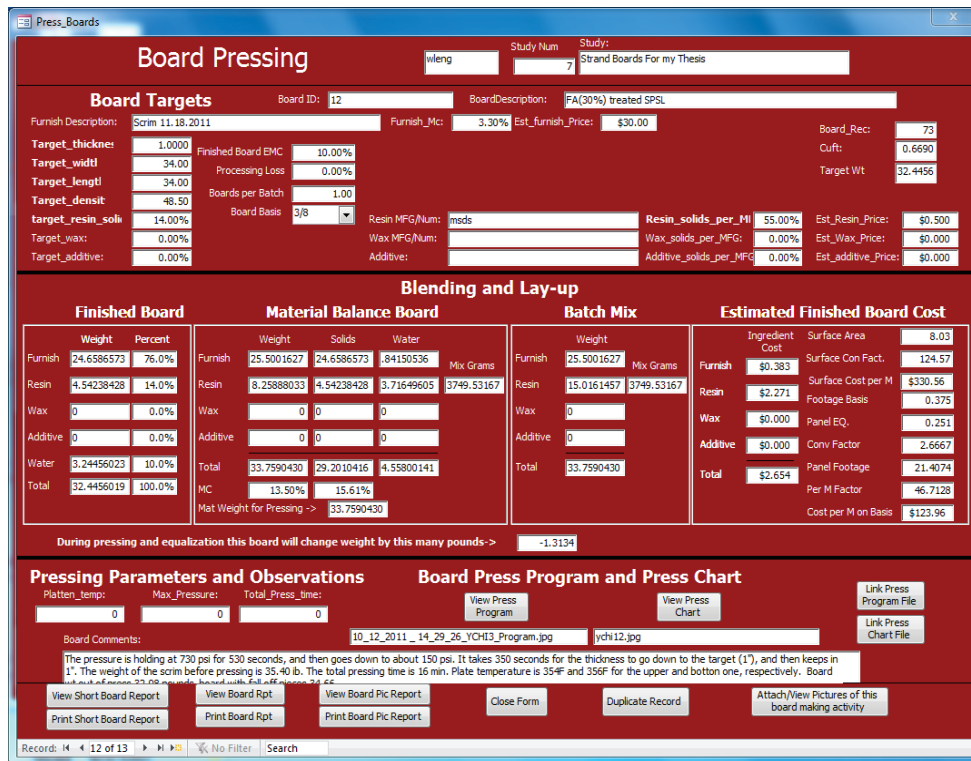 Press_Boards
Board Pressing wleng Study Num 7 Study: Strand Boards For my Thesis
Board Targets Board ID: 12 BoardDescription: FA(30%) treated SPSL
Furnish Description: Scrim 11.18.2011 Furnish_Mc: 3.30% Est_furnish_Price: $30.00
Board_Rec: 73
Target_thicknes 1.0000 Finished Board EMC 10.00% Cuft: 0.6690
Target_widtl 34.00 Processing Loss 0.00% Target Wt 32.4456
Target_lengtl 34.00 Boards per Batch 1.00
Target_densit 48.50 Board Basis 3/8
target_resin_soli 14.00% Resin MFG/Num: msds Resin_solids_per_MI 55.00% Est_Resin_Price: $0.500
Target_wax: 0.00% Wax MFG/Num: Wax_solids_per_MFG: 0.00% Est_Wax_Price: $0.000
Target_additive: 0.00% Additive: Additive_solids_per_MFG 0.00% Est_additive_Price: $0.000
Blending and Lay-up
Finished Board Material Balance Board Batch Mix Estimated Finished Board Cost
Weight Percent Weight Solids Water Mix Grams Weight Mix Grams Ingredient Cost Surface Area 8.03
Furnish 24.6586573 76.0% Furnish 25.5001627 24.6586573 .84150536 Furnish 25.5001627 Furnish $0.383 Surface Con Fact. 124.57
Resin 4.54238428 14.0% Resin 8.25888033 4.54238428 3.71649605 3749.53167 Resin 15.0161457 3749.53167 Resin $2.271 Surface Cost per M $330.56
Footage Basis 0.375
Wax 0 0.0% Wax 0 0 0 Wax 0 Wax $0.000 Panel EQ. 0.251
Additive 0 0.0% Additive 0 0 0 Additive 0 Additive $0.000 Conv Factor 2.6667
Water 3.24456023 10.0% Total 33.7590430 29.2010416 4.55800141 Total 33.7590430 Total $2.654 Panel Footage 21.4074
Total 32.4456019 100.0% MC 13.50% 15.61% Per M Factor 46.7128
Mat Weight for Pressing -> 33.7590430 Cost per M on Basis $123.96
During pressing and equalization this board will change weight by this many pounds-> -1.3134
Pressing Parameters and Observations Board Press Program and Press Chart
Platten_temp: Max_Pressure: Total_Press_time: View Press Program View Press Chart Link Press Program File
0 0 0 Link Press Chart File
Board Comments: 10_12_2011 _ 14_29_26_YCHI3_Program.jpg ychi12.jpg
The pressure is holding at 730 psi for 530 seconds, and then goes down to about 150 psi. It takes 350 seconds for the thickness to go down to the target (1"), and then keeps in
1". The weight of the scrim before pressing is 35.40 ib. The total pressing time is 16 min. Plate temperature is 354F and 356F for the upper and botton one, respectively. Board
wt out of press 32.08 pounds, board with fall off pieces 34.66
View Short Board Report View Board Rpt View Board Pic Report Close Form Duplicate Record Attach/View Pictures of this board making activity
Print Short Board Report Print Board Rpt Print Board Pic Report
Record: 12 of 13 No Filter Search